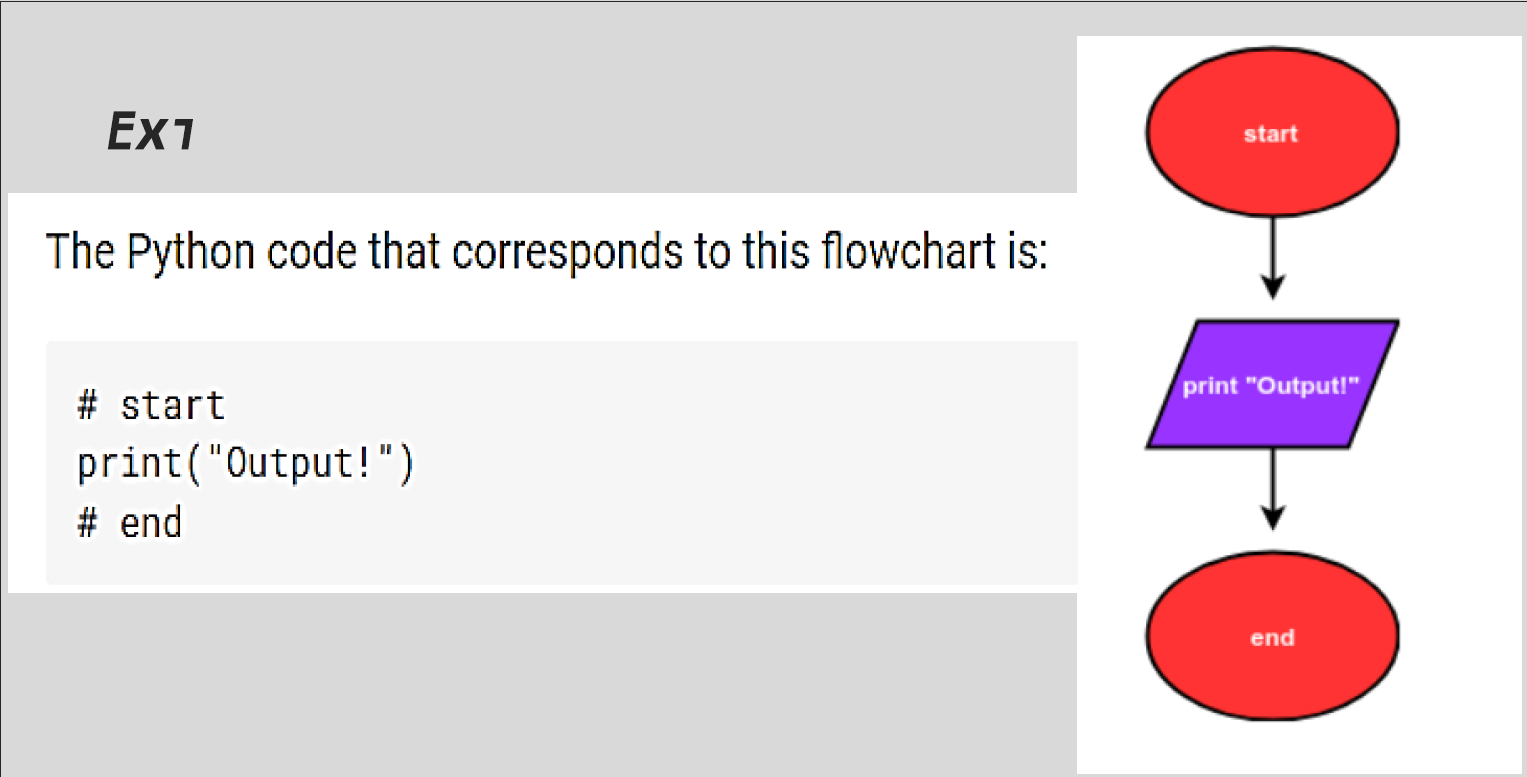 Ex1
The Python code that corresponds to this flowchart is:
# start
print("Output!")
# end
start
print "Output!"
end